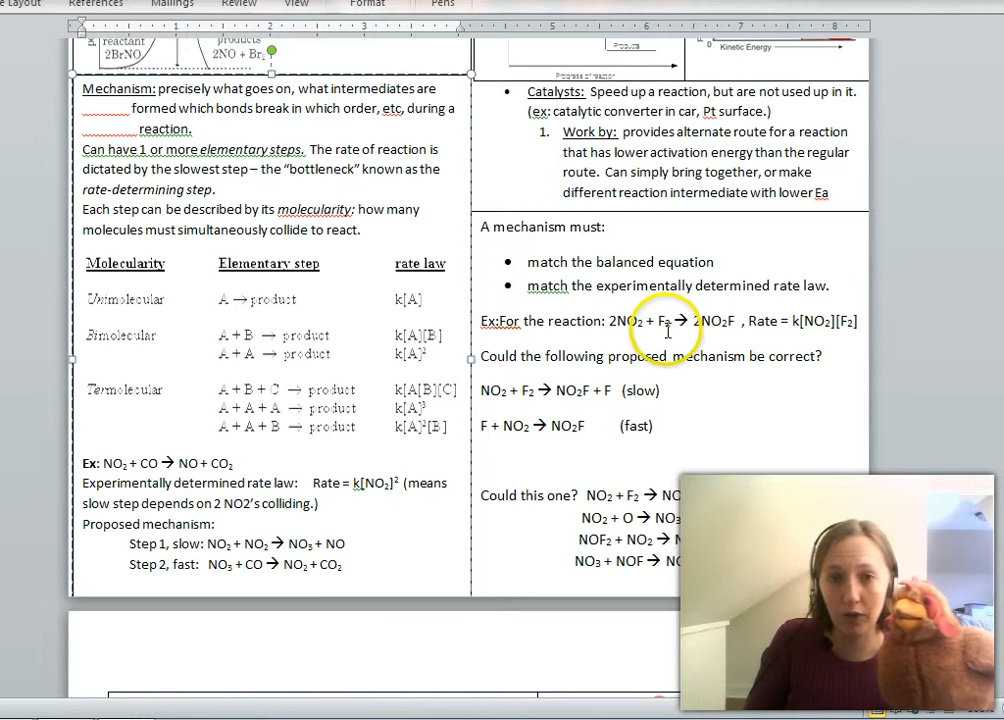 References
Mailings
Review
View
Format
Pens
1
2
3
5
6
7
8
reactant
2BrNO
products
2NO + Br₂
Products
Progress of reaction
0
Kinetic Energy
Mechanism: precisely what goes on, what intermediates are
formed which bonds break in which order, etc, during a
reaction.
Can have 1 or more elementary steps. The rate of reaction is
dictated by the slowest step – the “bottleneck” known as the
rate-determining step.
Each step can be described by its molecularity: how many
molecules must simultaneously collide to react.
Molecularity Elementary step rate law
Unimolecular A → product k[A]
Bimolecular A + B → product k[A][B]
A + A → product k[A]²
Termolecular A + B + C → product k[A[B][C]
A + A + A → product k[A]³
A + A + B → product k[A]²[B]
Ex: NO₂ + CO → NO + CO₂
Experimentally determined rate law: Rate = k[NO₂]² (means
slow step depends on 2 NO2’s colliding.)
Proposed mechanism:
Step 1, slow: NO₂ + NO₂ → NO₃ + NO
Step 2, fast: NO₃ + CO → NO₂ + CO₂
• Catalysts: Speed up a reaction, but are not used up in it.
(ex: catalytic converter in car, Pt surface.)
1. Work by: provides alternate route for a reaction
that has lower activation energy than the regular
route. Can simply bring together, or make
different reaction intermediate with lower Ea
A mechanism must:
• match the balanced equation
• match the experimentally determined rate law.
Ex:For the reaction: 2NO₂ + F₂ → 2NO₂F , Rate = k[NO₂][F₂]
Could the following proposed mechanism be correct?
NO₂ + F₂ → NO₂F + F (slow)
F + NO₂ → NO₂F (fast)
Could this one? NO₂ + F₂ →
NO₂ + O → NO₃
NOF₂ + NO₂ →
NO₃ + NOF →